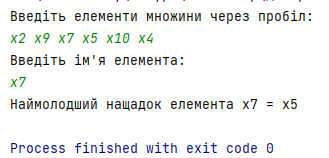 Введіть елементи множини через пробіл:
x2 x9 x7 x5 x10 x4
Введіть ім'я елемента:
x7
Наймолодший нащадок елемента x7 = x5
Process finished with exit code 0